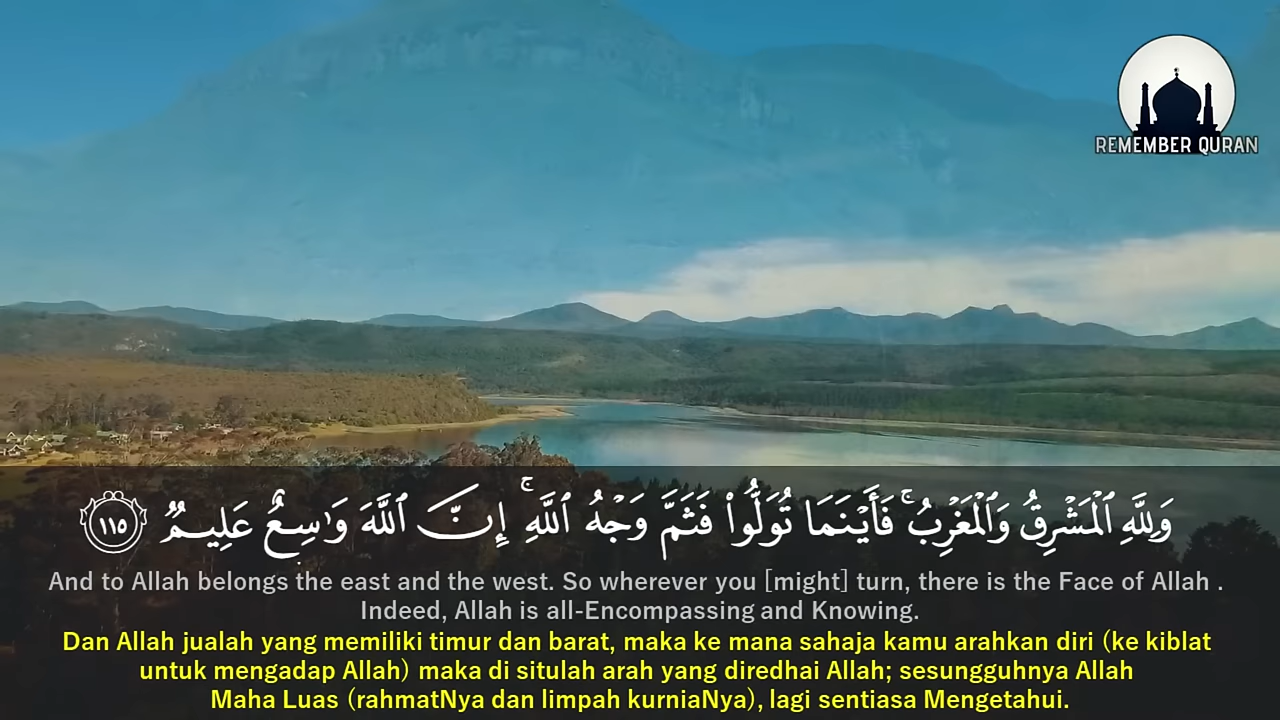 REMEMBER QURAN
وَلِلَّهِ ٱلْمَشْرِقُ وَٱلْمَغْرِبُ ۚ فَأَيْنَمَا تُوَلُّوا۟ فَثَمَّ وَجْهُ ٱللَّهِ ۚ إِنَّ ٱللَّهَ وَٰسِعٌ عَلِيمٌ ١١٥
And to Allah belongs the east and the west. So wherever you [might] turn, there is the Face of Allah .
Indeed, Allah is all-Encompassing and Knowing.
Dan Allah jualah yang memiliki timur dan barat, maka ke mana sahaja kamu arahkan diri (ke kiblat
untuk mengadap Allah) maka di situlah arah yang diredhai Allah; sesungguhnya Allah
Maha Luas (rahmatNya dan limpah kurniaNya), lagi sentiasa Mengetahui.